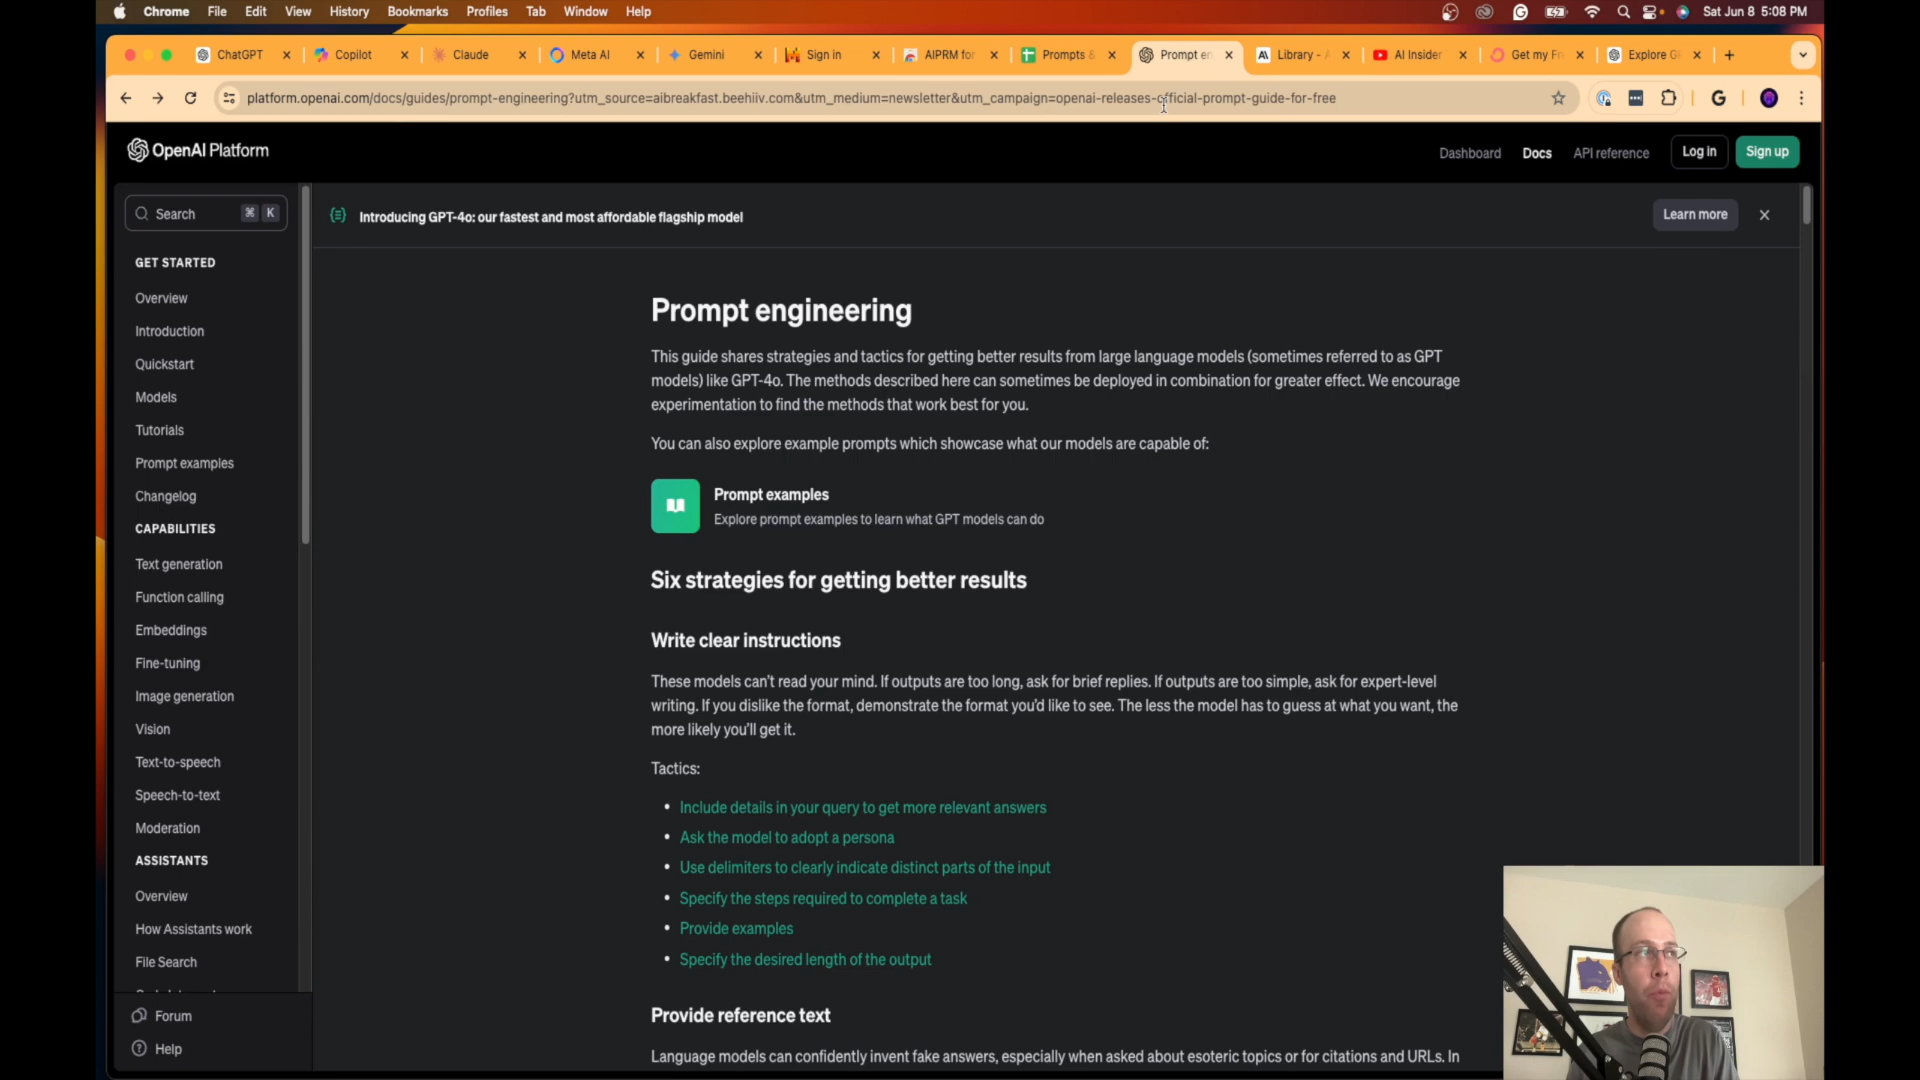 Chrome File Edit View History Bookmarks Profiles Tab Window Help
Sat Jun 8 5:08 PM
ChatGPT Copilot Claude Meta AI Gemini Sign in AIPRM for Prompts & Prompt en Library - AI Insider Get my Fr Explore GP
platform.openai.com/docs/guides/prompt-engineering?utm_source=aibreakfast.beehiiv.com&utm_medium=newsletter&utm_campaign=openai-releases-official-prompt-guide-for-free
OpenAI Platform
Dashboard Docs API reference Log in Sign up
Search ⌘ K
Introducing GPT-4o: our fastest and most affordable flagship model
Learn more
GET STARTED
Overview
Introduction
Quickstart
Models
Tutorials
Prompt examples
Changelog
CAPABILITIES
Text generation
Function calling
Embeddings
Fine-tuning
Image generation
Vision
Text-to-speech
Speech-to-text
Moderation
ASSISTANTS
Overview
How Assistants work
File Search
Forum
Help
Prompt engineering
This guide shares strategies and tactics for getting better results from large language models (sometimes referred to as GPT
models) like GPT-4o. The methods described here can sometimes be deployed in combination for greater effect. We encourage
experimentation to find the methods that work best for you.
You can also explore example prompts which showcase what our models are capable of:
Prompt examples
Explore prompt examples to learn what GPT models can do
Six strategies for getting better results
Write clear instructions
These models can't read your mind. If outputs are too long, ask for brief replies. If outputs are too simple, ask for expert-level
writing. If you dislike the format, demonstrate the format you'd like to see. The less the model has to guess at what you want, the
more likely you'll get it.
Tactics:
• Include details in your query to get more relevant answers
• Ask the model to adopt a persona
• Use delimiters to clearly indicate distinct parts of the input
• Specify the steps required to complete a task
• Provide examples
• Specify the desired length of the output
Provide reference text
Language models can confidently invent fake answers, especially when asked about esoteric topics or for citations and URLs. In